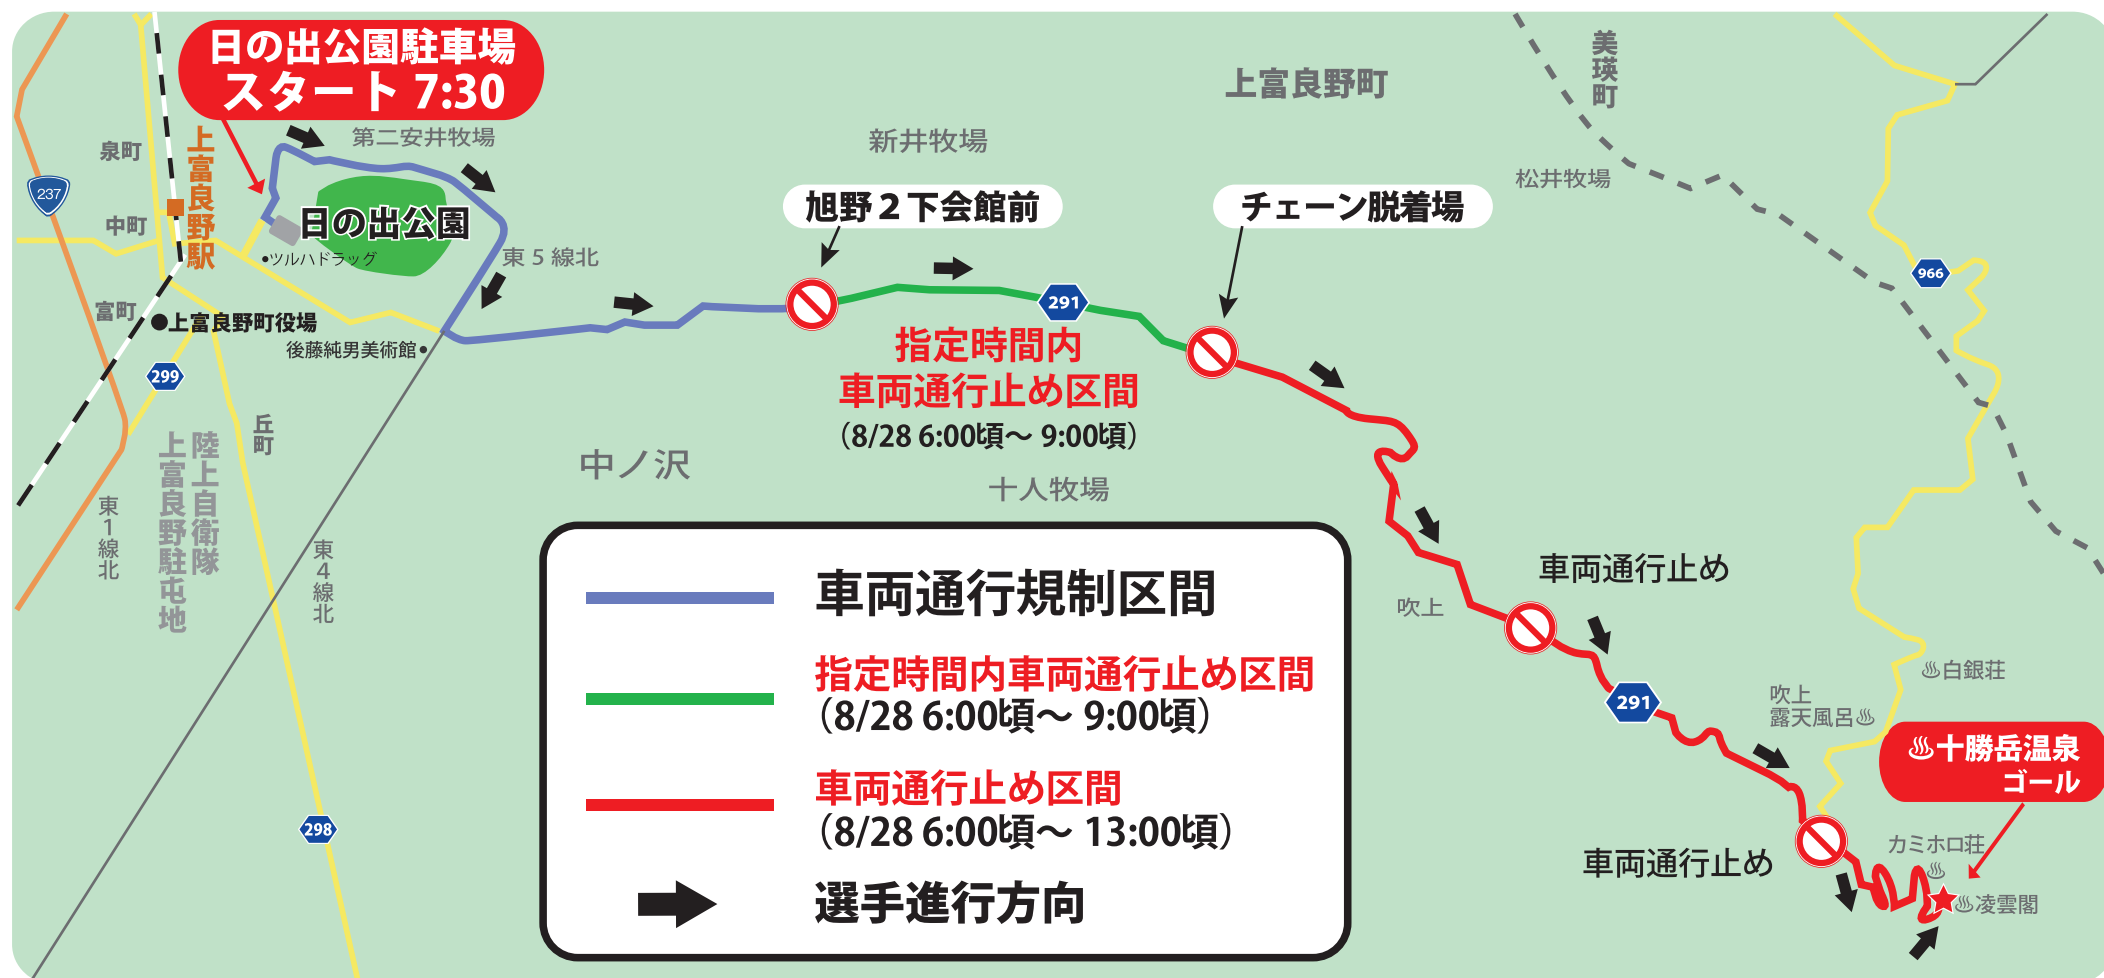 日の出公園駐車場
スタート 7:30
上富良野町
美瑛町
第二安井牧場
新井牧場
泉町
上富良野駅
松井牧場
237
旭野２下会館前
チェーン脱着場
中町
日の出公園
•ツルハドラッグ
東５線北
966
291
富町
●上富良野町役場
後藤純男美術館•
指定時間内
車両通行止め区間
（8/28 6:00頃～ 9:00頃）
299
丘町
陸上自衛隊
上富良野駐屯地
中ノ沢
十人牧場
東1線北
東4線北
車両通行止め
吹上
車両通行規制区間
指定時間内車両通行止め区間
（8/28 6:00頃～ 9:00頃）
車両通行止め区間
（8/28 6:00頃～ 13:00頃）
選手進行方向
291
♨白銀荘
吹上
露天風呂♨
♨十勝岳温泉
ゴール
298
車両通行止め
カミホロ荘
♨
♨凌雲閣